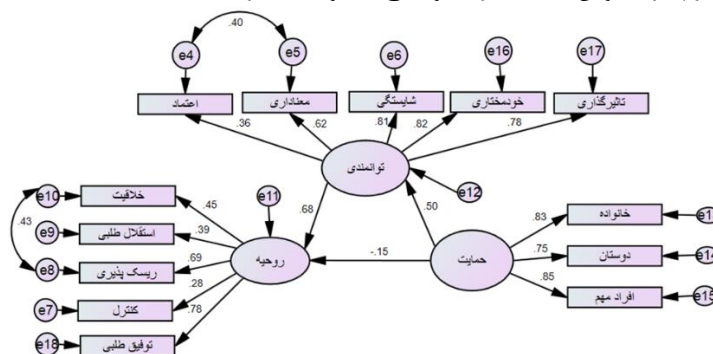 .40
e4
e5
e6
e16
e17
اعتماد
معناداری
شایستگی
خودمختاری
تاثیرگذاری
.36
.62
.81
.82
.78
توانمندی
e12
e10
خلاقیت
.45
e11
.68
.50
.43
e9
استقلال طلبی
.39
e8
ریسک پذیری
.69
روحیه
-.15
حمایت
.83
خانواده
.75
دوستان
e14
.85
افراد مهم
e15
e7
کنترل
.28
e18
توفیق طلبی
.78